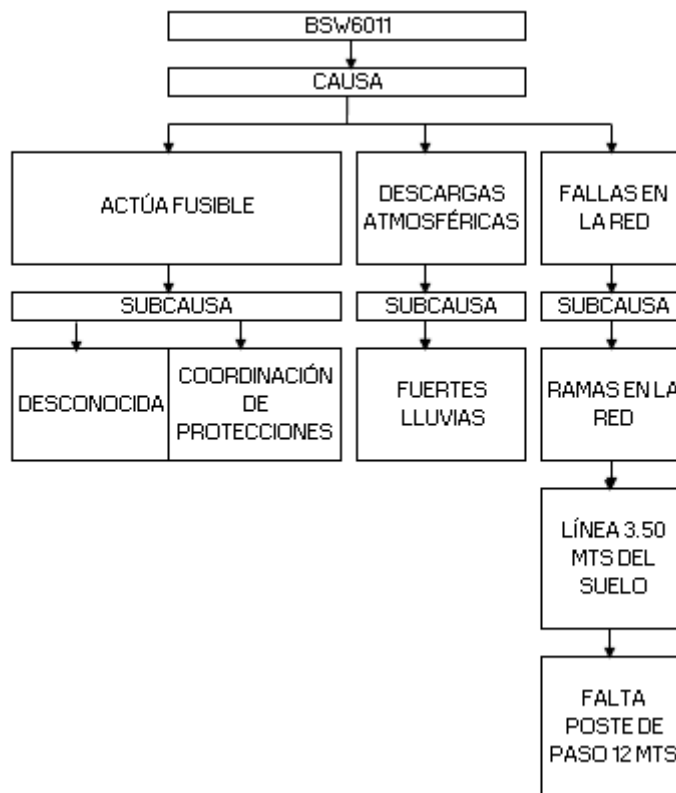 BSW6011
CAUSA
ACTÚA FUSIBLE
DESCARGAS
ATMOSFÉRICAS
FALLAS EN
LA RED
SUBCAUSA
SUBCAUSA
SUBCAUSA
DESCONOCIDA
COORDINACIÓN
DE
PROTECCIONES
FUERTES
LLUVIAS
RAMAS EN LA
RED
LÍNEA 3.50
MTS DEL
SUELO
FALTA
POSTE DE
PASO 12 MTS